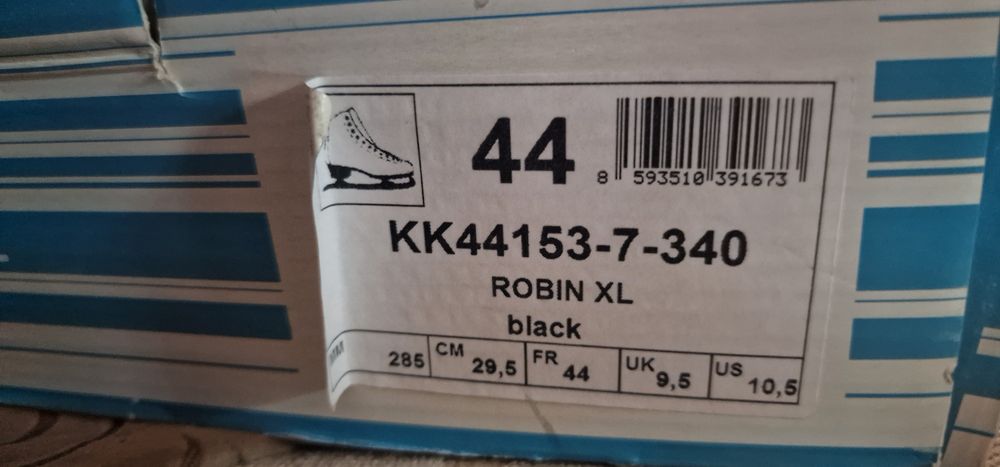 44
8 593510 391673
KK44153-7-340
ROBIN XL
black
MM 285 CM 29,5 FR 44 UK 9,5 US 10,5